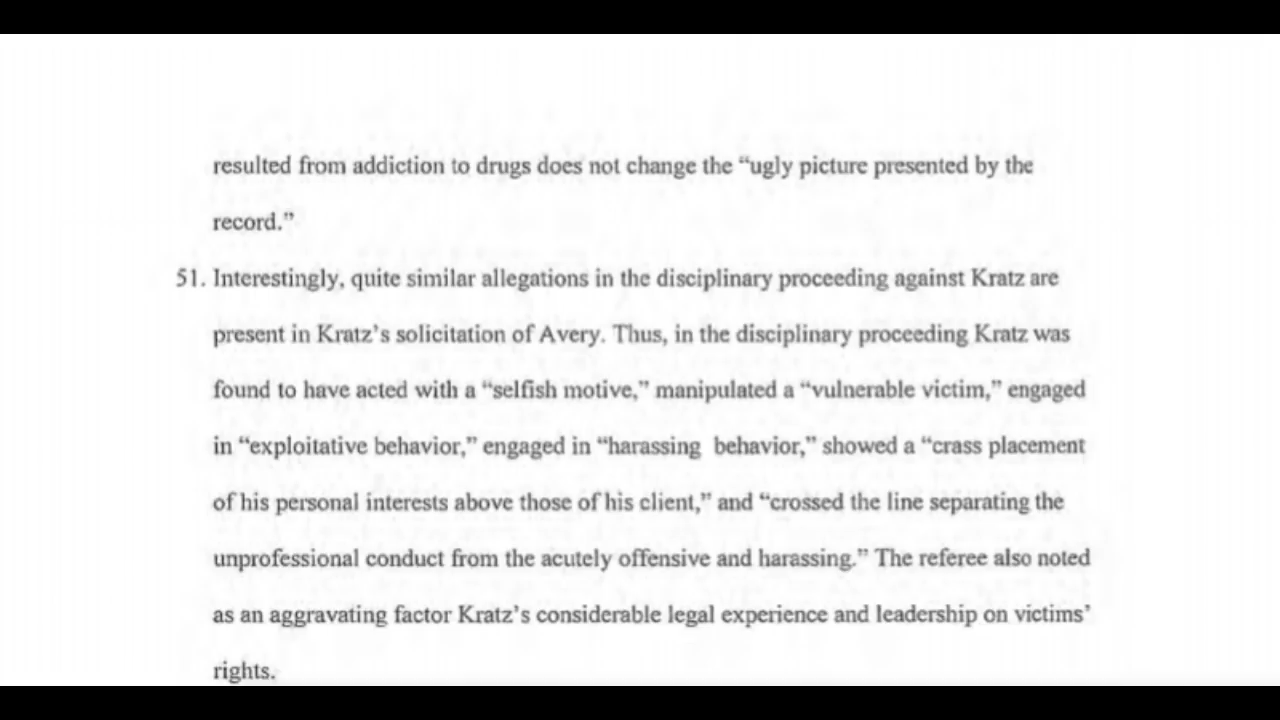 resulted from addiction to drugs does not change the “ugly picture presented by the
record.”
51. Interestingly, quite similar allegations in the disciplinary proceeding against Kratz are
present in Kratz’s solicitation of Avery. Thus, in the disciplinary proceeding Kratz was
found to have acted with a “selfish motive,” manipulated a “vulnerable victim,” engaged
in “exploitative behavior,” engaged in “harassing behavior,” showed a “crass placement
of his personal interests above those of his client,” and “crossed the line separating the
unprofessional conduct from the acutely offensive and harassing.” The referee also noted
as an aggravating factor Kratz’s considerable legal experience and leadership on victims’
rights.